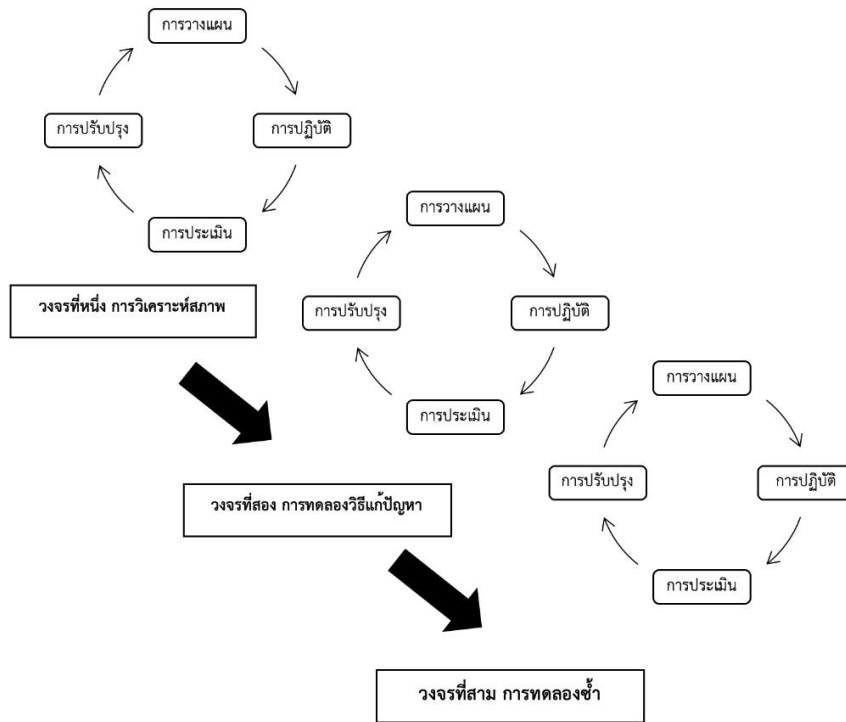 การวางแผน
การปรับปรุง
การปฏิบัติ
การประเมิน
วงจรที่หนึ่ง การวิเคราะห์สภาพ
การวางแผน
การปรับปรุง
การปฏิบัติ
การประเมิน
วงจรที่สอง การทดลองวิธีแก้ปัญหา
การวางแผน
การปรับปรุง
การปฏิบัติ
การประเมิน
วงจรที่สาม การทดลองซ้ำ